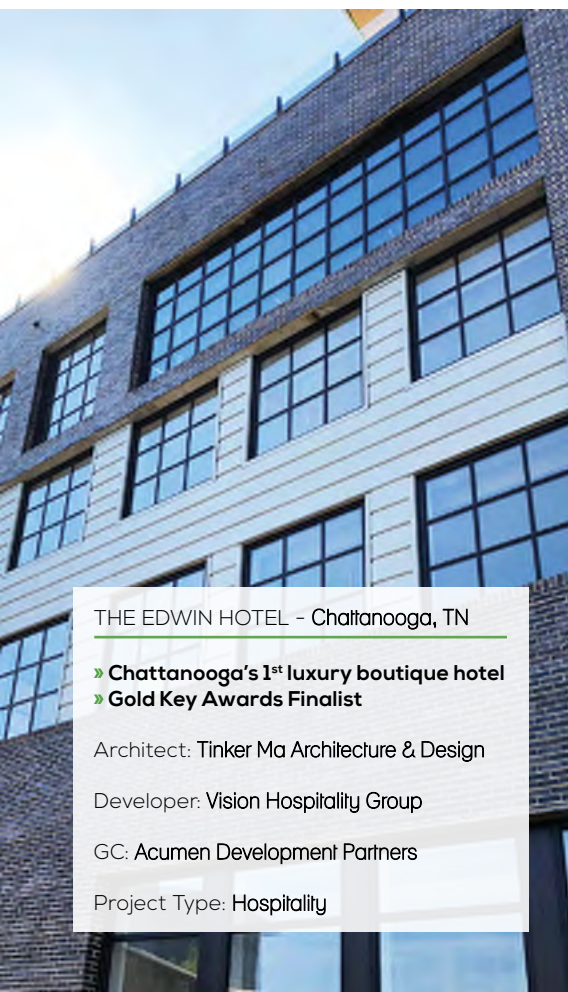 THE EDWIN HOTEL - Chattanooga, TN
» Chattanooga's 1st luxury boutique hotel
» Gold Key Awards Finalist
Architect: Tinker Ma Architecture & Design
Developer: Vision Hospitality Group
GC: Acumen Development Partners
Project Type: Hospitality